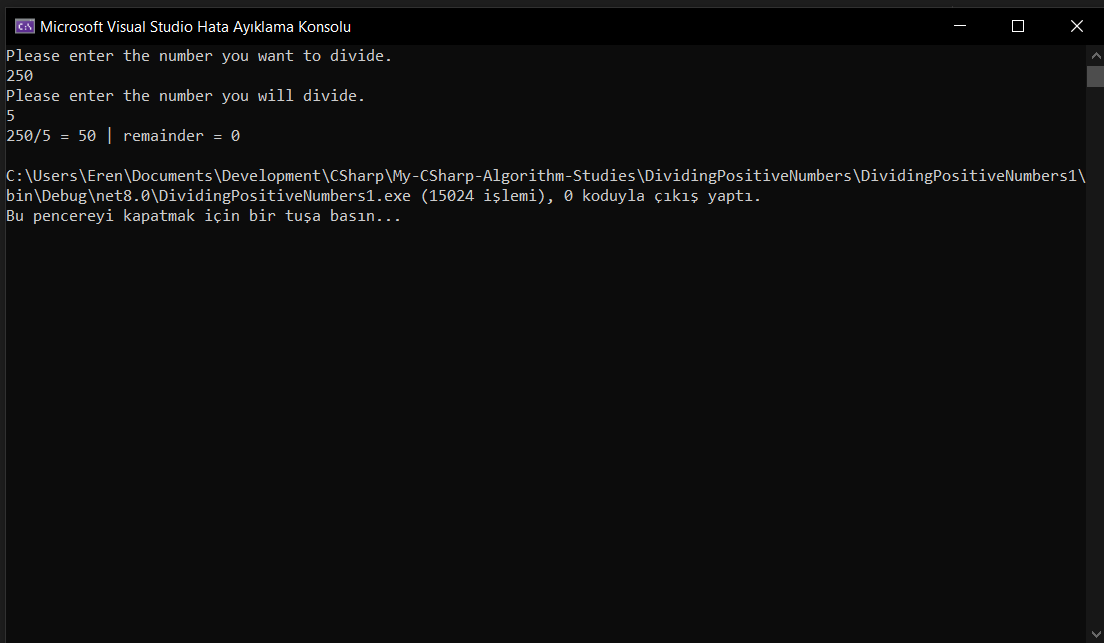 Microsoft Visual Studio Hata Ayıklama Konsolu
Please enter the number you want to divide.
250
Please enter the number you will divide.
5
250/5 = 50 | remainder = 0
C:\Users\Eren\Documents\Development\CSharp\My-CSharp-Algorithm-Studies\DividingPositiveNumbers\DividingPositiveNumbers1\
bin\Debug\net8.0\DividingPositiveNumbers1.exe (15024 işlemi), 0 koduyla çıkış yaptı.
Bu pencereyi kapatmak için bir tuşa basın...